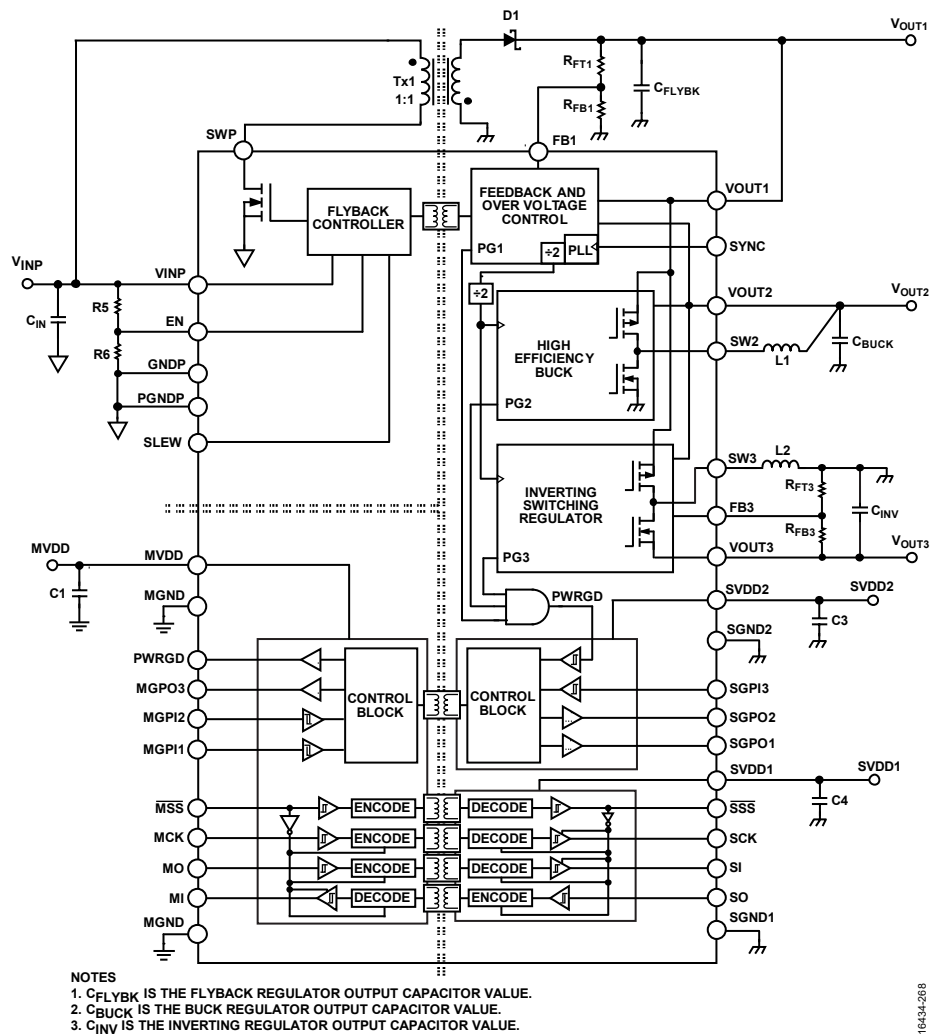 D1
VOUT1
Tx1
1:1
RFT1
RFB1
CFLYBK
SWP
FB1
FLYBACK
CONTROLLER
FEEDBACK AND
OVER VOLTAGE
CONTROL
PG1
÷2
PLL
VOUT1
SYNC
VINP
VINP
CIN
R5
EN
R6
GNDP
PGNDP
SLEW
÷2
HIGH
EFFICIENCY
BUCK
PG2
VOUT2
VOUT2
SW2
L1
CBUCK
INVERTING
SWITCHING
REGULATOR
PG3
SW3
L2
RFT3
FB3
RFB3
CINV
VOUT3
VOUT3
MVDD
MVDD
C1
MGND
PWRGD
SVDD2
SVDD2
C3
SGND2
PWRGD
MGPO3
MGPI2
MGPI1
CONTROL
BLOCK
CONTROL
BLOCK
SGPI3
SGPO2
SGPO1
SVDD1
SVDD1
C4
MSS
ENCODE
DECODE
SSS
MCK
ENCODE
DECODE
SCK
MO
ENCODE
DECODE
SI
MI
DECODE
ENCODE
SO
MGND
SGND1
NOTES
1. CFLYBK IS THE FLYBACK REGULATOR OUTPUT CAPACITOR VALUE.
2. CBUCK IS THE BUCK REGULATOR OUTPUT CAPACITOR VALUE.
3. CINV IS THE INVERTING REGULATOR OUTPUT CAPACITOR VALUE.
16434-268